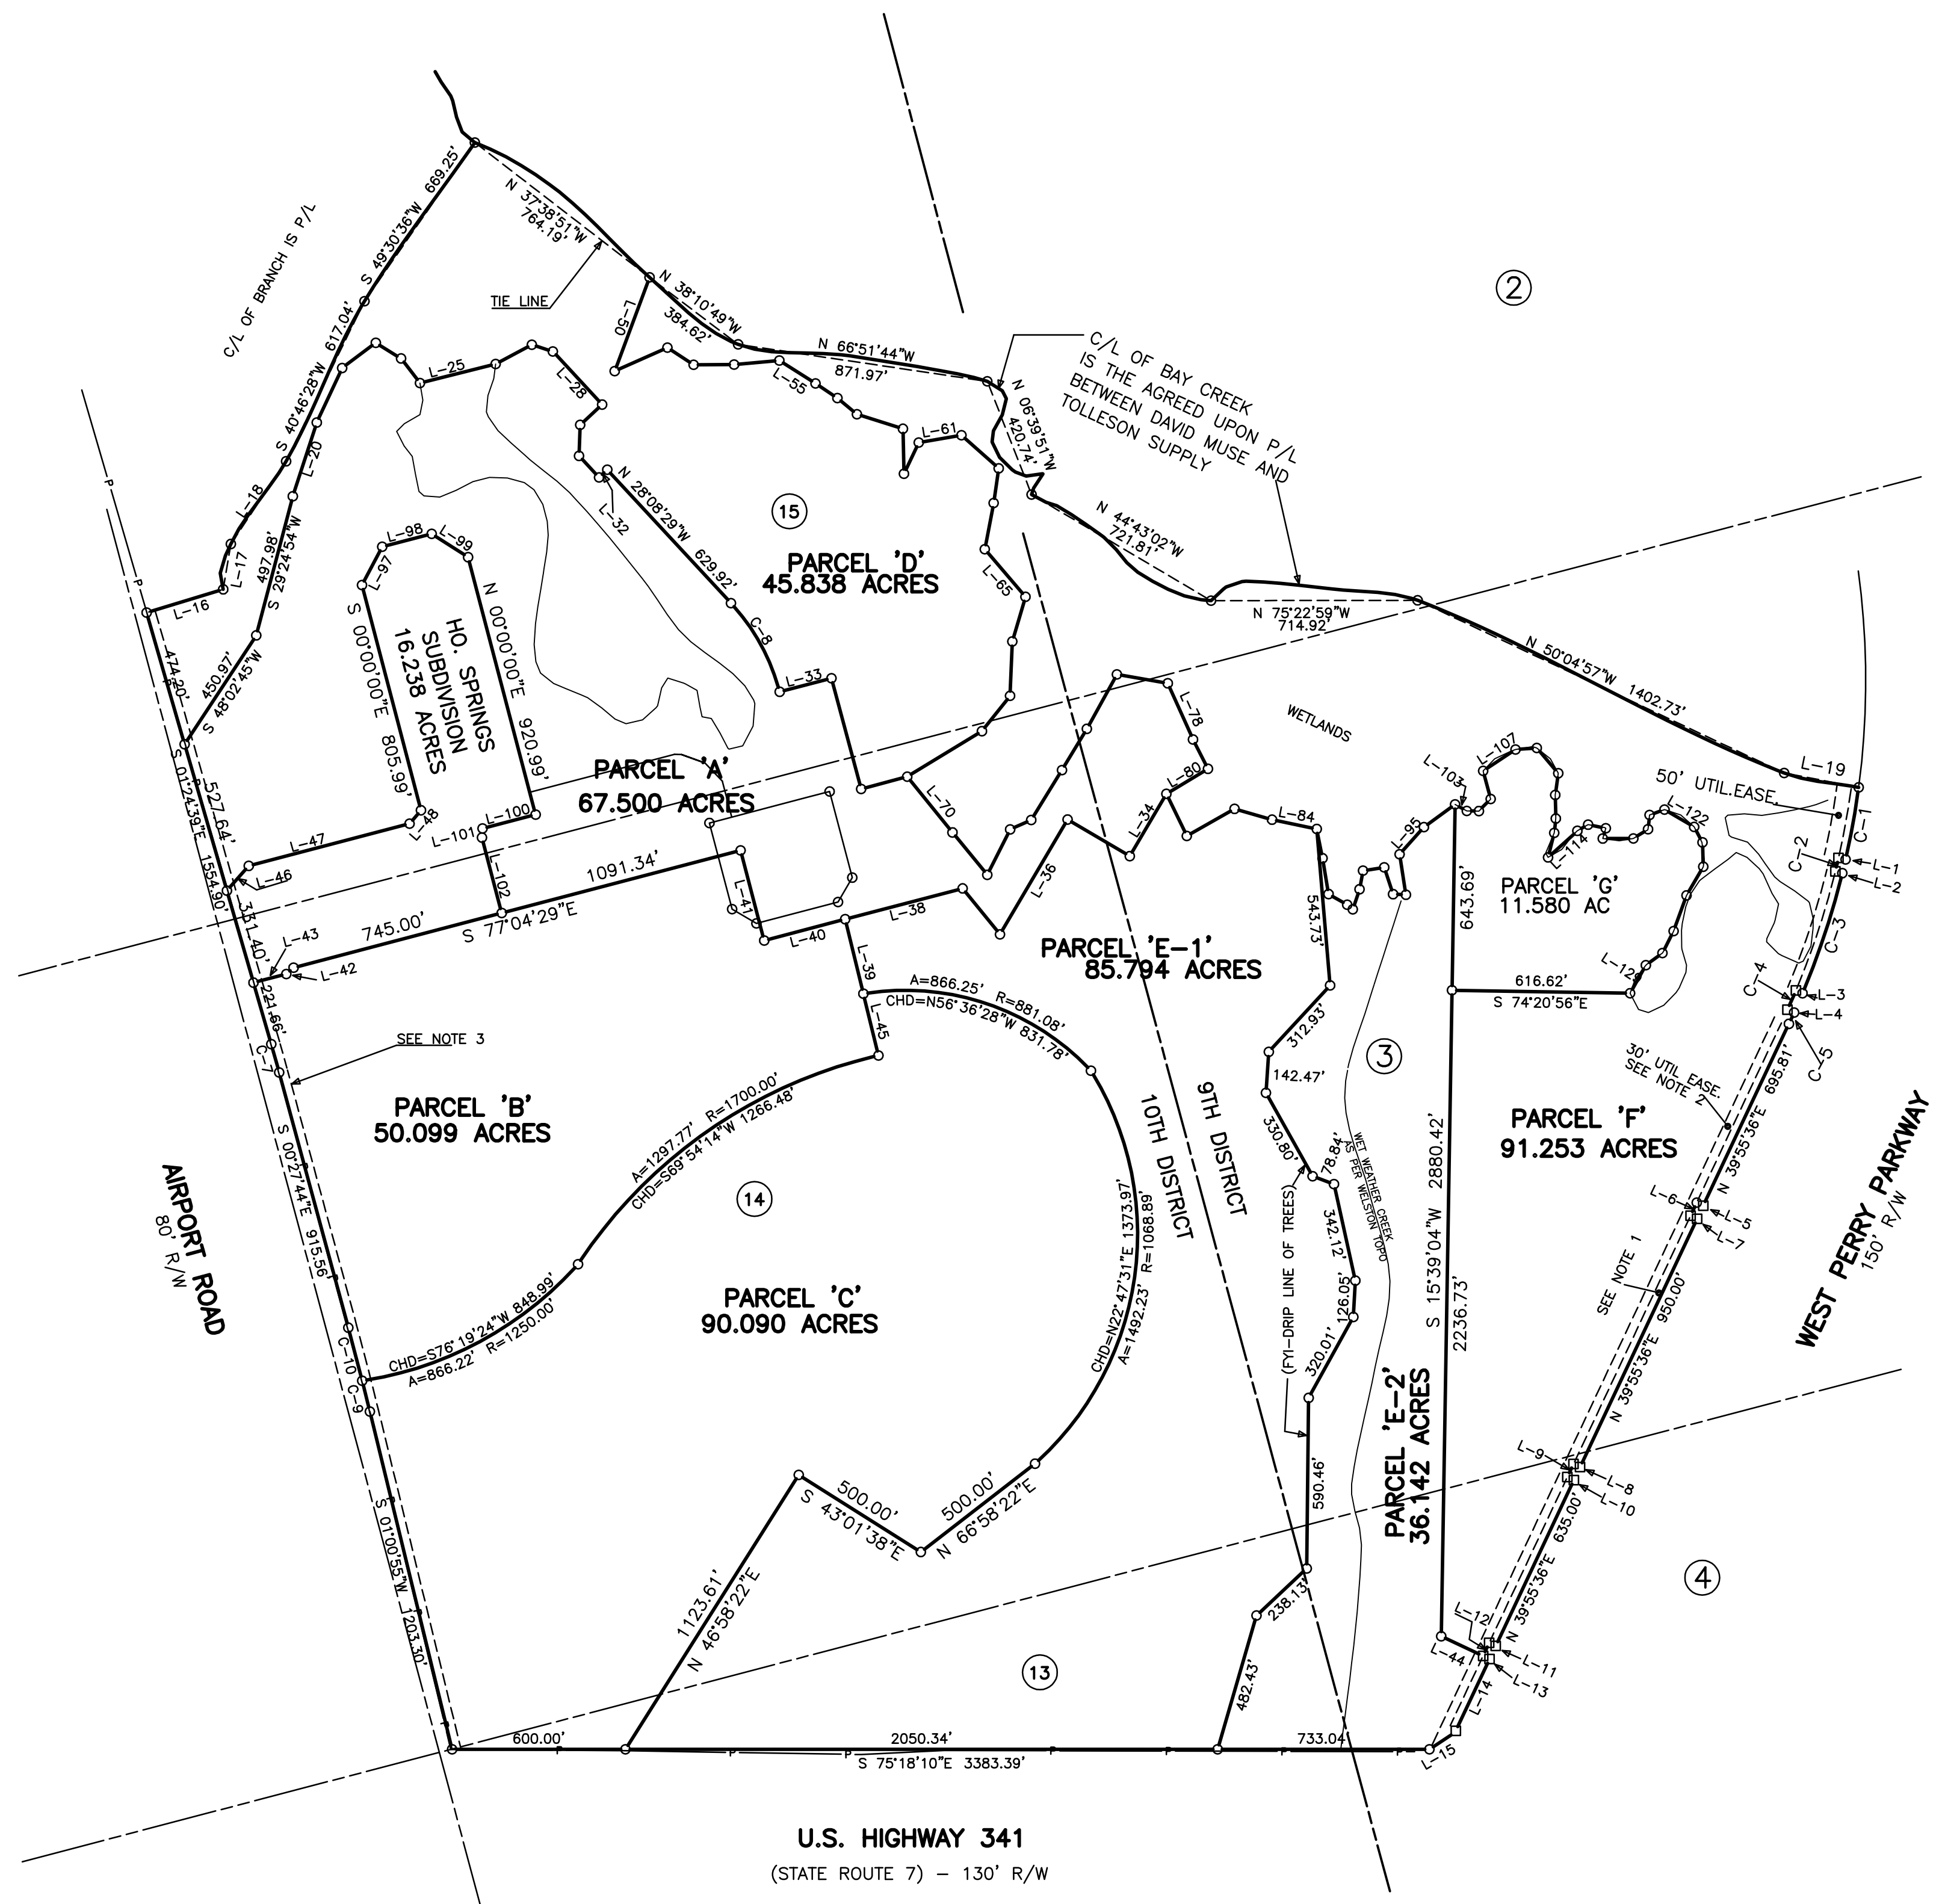 669.25'
S 49°30'36"W
N 37°38'51"W
764.19'
C/L OF BRANCH IS P/L
TIE LINE
L-50
N 38°10'49"W
384.62'
N 66°51'44"W
871.97'
2
C/L OF BAY CREEK
IS THE AGREED UPON P/L
BETWEEN DAVID MUSE AND
TOLLESON SUPPLY
N 06°39'51"W
420.74'
617.04'
S 40°46'28"W
L-25
L-28
L-55
L-61
L-20
L-18
L-17
L-16
L-32
N 28°08'29"W 629.92'
15
PARCEL 'D'
45.838 ACRES
L-65
N 44°43'02"W
721.81'
N 75°22'59"W
714.92'
N 50°04'57"W 1402.73'
497.98'
S 29°24'54"W
450.97'
S 48°02'45"W
474.20'
L-98
L-99
L-97
S 00°00'00"E 805.99'
HO. SPRINGS
SUBDIVISION
16.238 ACRES
N 00°00'00"E 920.99'
C-8
L-33
PARCEL 'A'
67.500 ACRES
L-78
WETLANDS
L-107
L-103
L-19
50' UTIL.EASE.
C-1
L-80
L-84
L-95
L-122
L-114
C-2
L-1
L-2
S 01°24'39"E 1554.90'
527.64'
L-47
L-48
L-46
L-100
L-101
L-102
L-70
L-34
L-36
1091.34'
745.00'
S 77°04'29"E
L-41
L-40
L-38
L-39
L-45
331.40'
L-43
L-42
221.66'
C-7
SEE NOTE 3
543.73'
643.69'
PARCEL 'G'
11.580 AC
C-3
PARCEL 'E-1'
85.794 ACRES
616.62'
S 74°20'56"E
L-129
C-4
L-3
L-4
C-5
A=866.25' R=881.08'
CHD=N56°36'28"W 831.78'
312.93'
142.47'
330.80'
3
30' UTIL EASE.
SEE NOTE 2
N 39°55'36"E 695.81'
PARCEL 'B'
50.099 ACRES
A=1297.77' R=1700.00'
CHD=S69°54'14"W 1266.48'
9TH DISTRICT
10TH DISTRICT
PARCEL 'F'
91.253 ACRES
WEST PERRY PARKWAY
150' R/W
AIRPORT ROAD
80' R/W
S 00°27'44"E 915.56'
14
CHD=N22°47'31"E 1373.97'
A=1492.23' R=1068.89'
78.84'
WET WEATHER CREEK
AS PER WELSTON TOPO
342.12'
126.05'
320.01'
(FYI-DRIP LINE OF TREES)
S 15°39'04"W 2880.42'
2236.73'
L-6
L-5
L-7
SEE NOTE 1
N 39°55'36"E 950.00'
PARCEL 'C'
90.090 ACRES
CHD=S76°19'24"W 848.99'
A=866.22' R=1250.00'
C-10
C-9
PARCEL 'E-2'
36.142 ACRES
590.46'
L-9
L-8
L-10
500.00'
S 43°01'38"E
500.00'
N 66°58'22"E
S 01°00'55"W 1203.30'
1123.61'
N 46°58'22"E
238.13'
482.43'
N 39°55'36"E 635.00'
4
L-12
L-44
L-11
L-13
L-14
L-15
13
600.00'
2050.34'
733.04
S 75°18'10"E 3383.39'
U.S. HIGHWAY 341
(STATE ROUTE 7) - 130' R/W